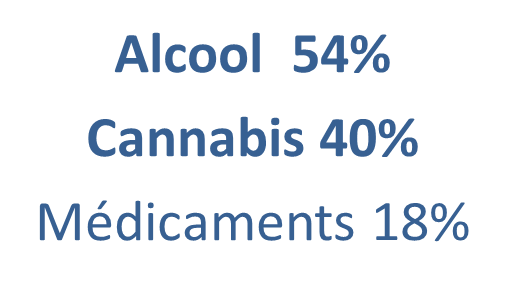 Alcool 54%
Cannabis 40%
Médicaments 18%